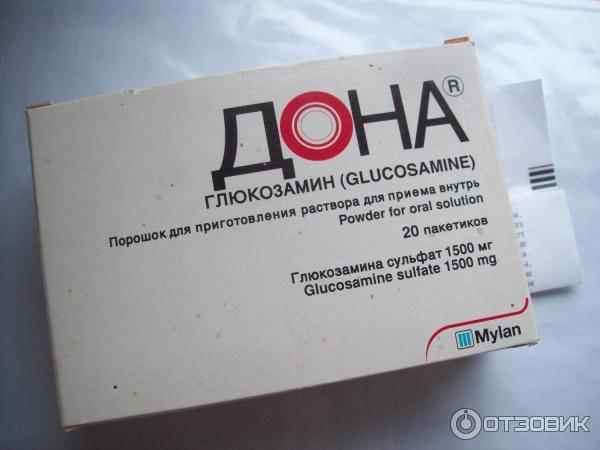 ДОНА®
ГЛЮКОЗАМИН (GLUCOSAMINE)
Порошок для приготовления раствора для приема внутрь
Powder for oral solution
20 пакетиков
Глюкозамина сульфат 1500 мг
Glucosamine sulfate 1500 mg
Mylan
ОТЗОВИК